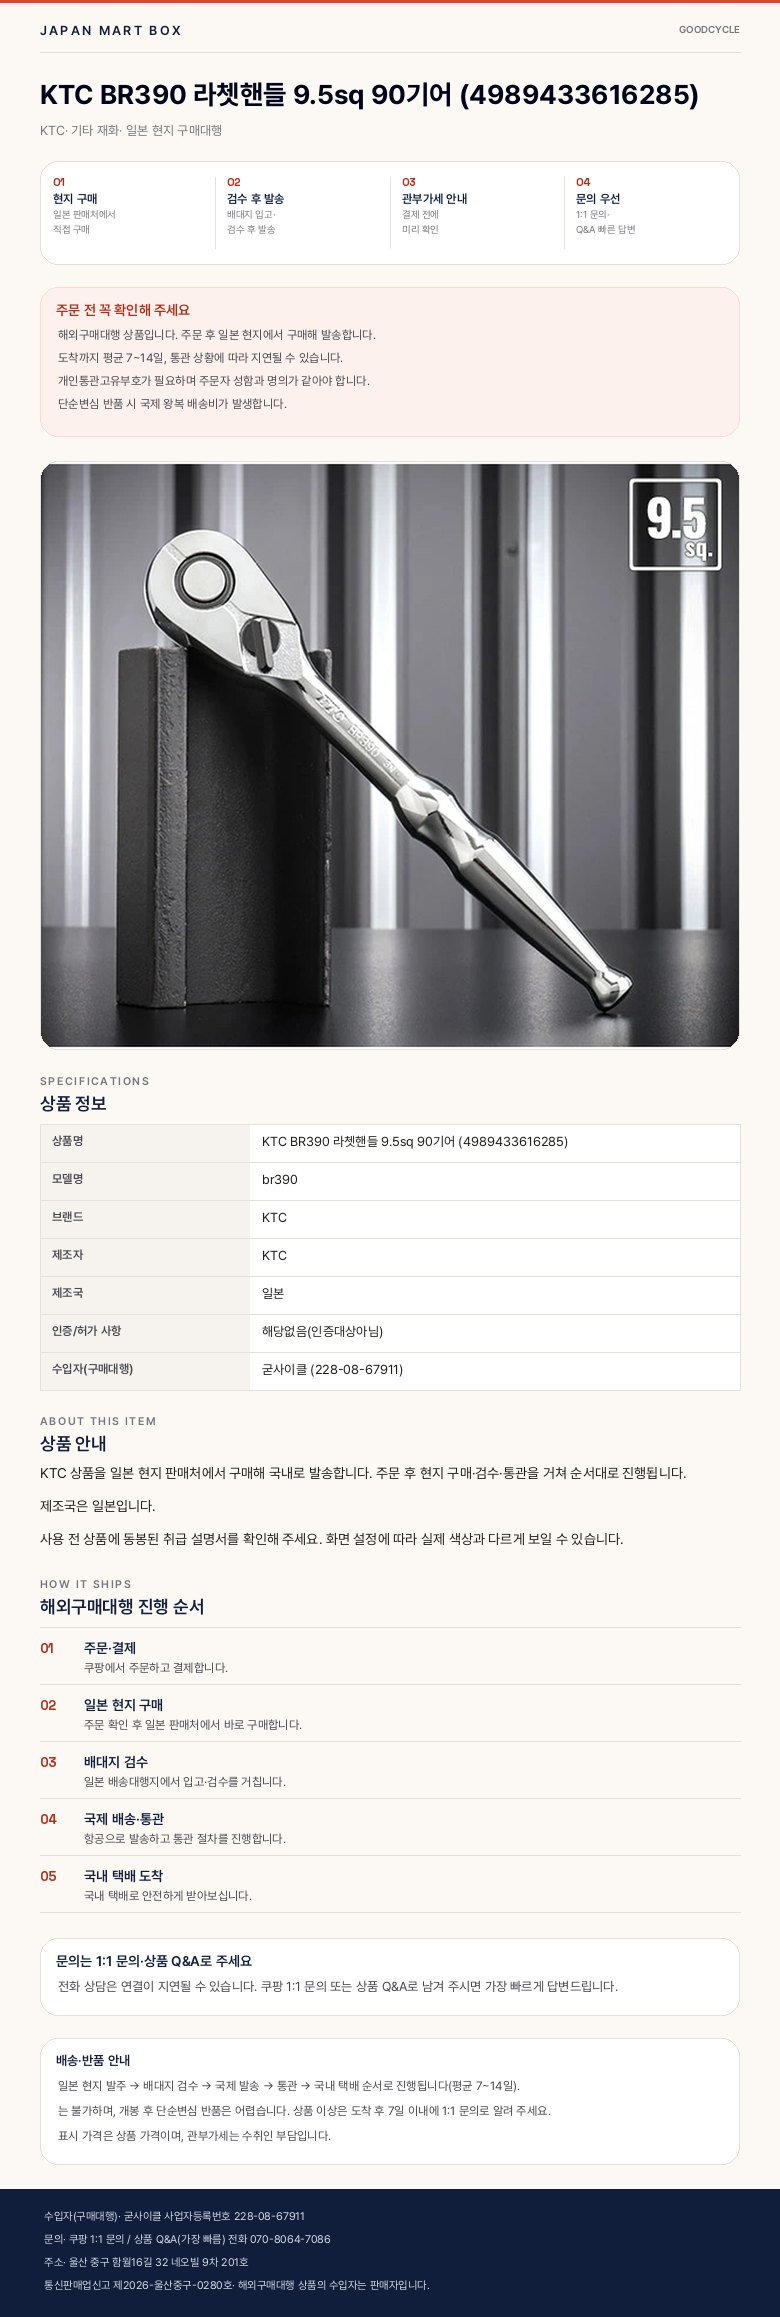 JAPAN MART BOX
GOODCYCLE
KTC BR390 라쳇핸들 9.5sq 90기어 (4989433616285)
KTC· 기타 재화· 일본 현지 구매대행
01
현지 구매
일본 판매처에서
직접 구매
02
검수 후 발송
배대지 입고·
검수 후 발송
03
관부가세 안내
결제 전에
미리 확인
04
문의 우선
1:1 문의·
Q&A 빠른 답변
주문 전 꼭 확인해 주세요
해외구매대행 상품입니다. 주문 후 일본 현지에서 구매해 발송합니다.
도착까지 평균 7~14일, 통관 상황에 따라 지연될 수 있습니다.
개인통관고유부호가 필요하며 주문자 성함과 명의가 같아야 합니다.
단순변심 반품 시 국제 왕복 배송비가 발생합니다.
9.5
sq.
KTC BR390
SPECIFICATIONS
상품 정보
상품명 KTC BR390 라쳇핸들 9.5sq 90기어 (4989433616285)
모델명 br390
브랜드 KTC
제조자 KTC
제조국 일본
인증/허가 사항 해당없음(인증대상아님)
수입자(구매대행) 굳사이클 (228-08-67911)
ABOUT THIS ITEM
상품 안내
KTC 상품을 일본 현지 판매처에서 구매해 국내로 발송합니다. 주문 후 현지 구매·검수·통관을 거쳐 순서대로 진행됩니다.
제조국은 일본입니다.
사용 전 상품에 동봉된 취급 설명서를 확인해 주세요. 화면 설정에 따라 실제 색상과 다르게 보일 수 있습니다.
HOW IT SHIPS
해외구매대행 진행 순서
01 주문·결제
쿠팡에서 주문하고 결제합니다.
02 일본 현지 구매
주문 확인 후 일본 판매처에서 바로 구매합니다.
03 배대지 검수
일본 배송대행지에서 입고·검수를 거칩니다.
04 국제 배송·통관
항공으로 발송하고 통관 절차를 진행합니다.
05 국내 택배 도착
국내 택배로 안전하게 받아보십니다.
문의는 1:1 문의·상품 Q&A로 주세요
전화 상담은 연결이 지연될 수 있습니다. 쿠팡 1:1 문의 또는 상품 Q&A로 남겨 주시면 가장 빠르게 답변드립니다.
배송·반품 안내
일본 현지 발주 → 배대지 검수 → 국제 발송 → 통관 → 국내 택배 순서로 진행됩니다(평균 7~14일).
는 불가하며, 개봉 후 단순변심 반품은 어렵습니다. 상품 이상은 도착 후 7일 이내에 1:1 문의로 알려 주세요.
표시 가격은 상품 가격이며, 관부가세는 수취인 부담입니다.
수입자(구매대행)· 굳사이클 사업자등록번호 228-08-67911
문의· 쿠팡 1:1 문의 / 상품 Q&A(가장 빠름) 전화 070-8064-7086
주소· 울산 중구 함월16길 32 네오빌 9차 201호
통신판매업신고 제2026-울산중구-0280호· 해외구매대행 상품의 수입자는 판매자입니다.